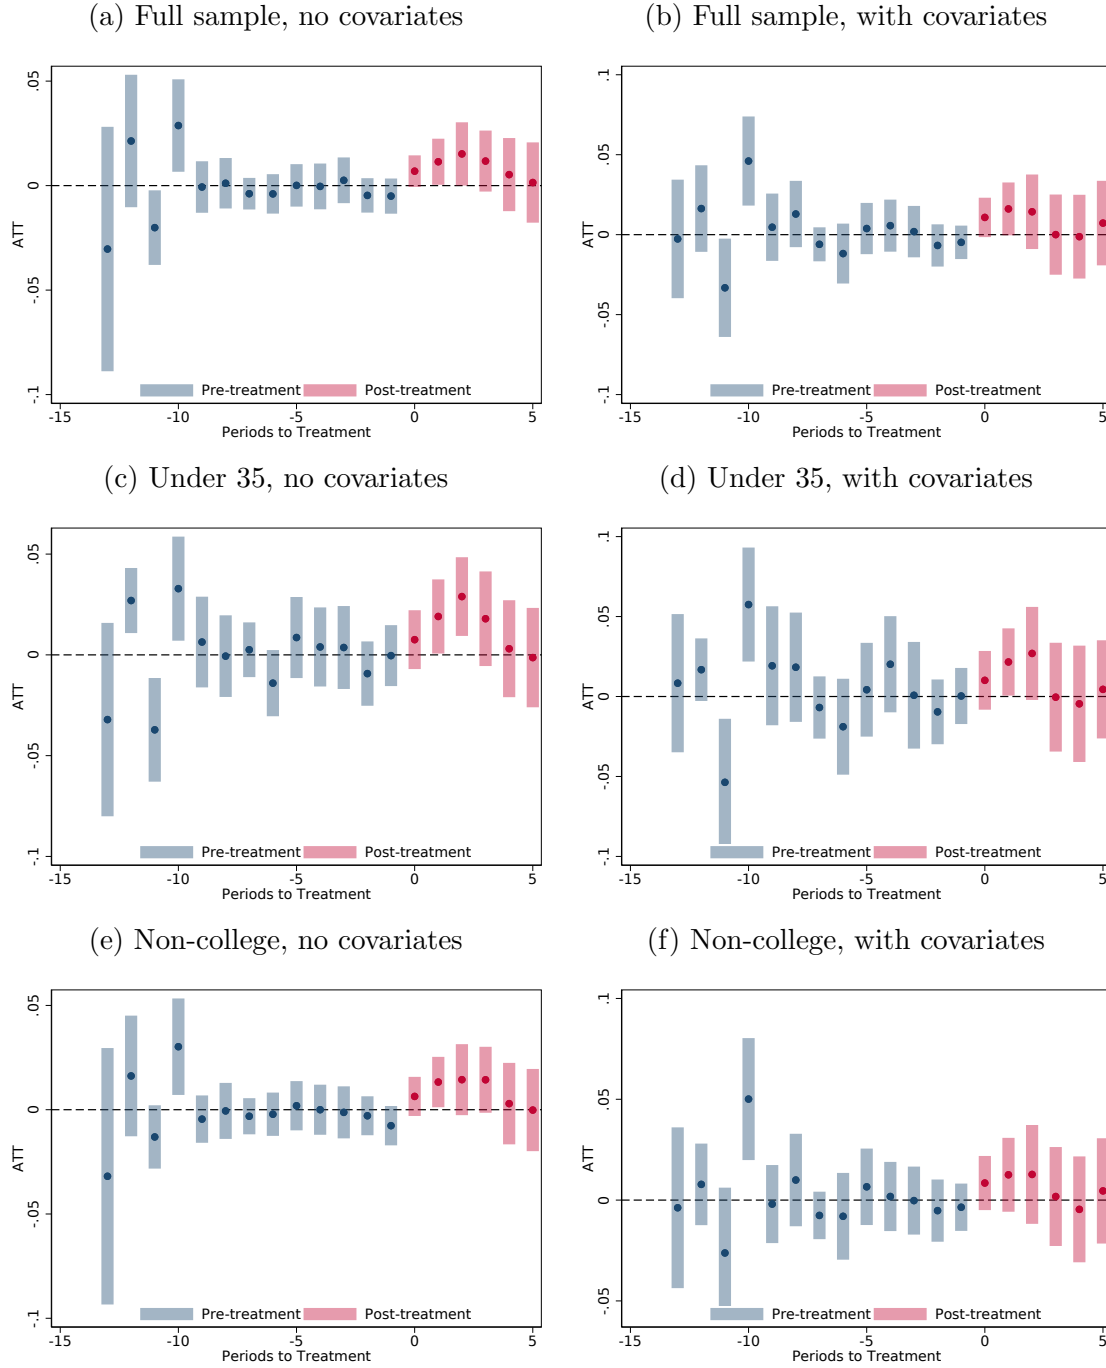 (a) Full sample, no covariates
.05
0
-.05
-.1
ATT
Pre-treatment
Post-treatment
-15
-10
-5
0
5
Periods to Treatment
(b) Full sample, with covariates
.1
.05
0
-.05
-.1
ATT
Pre-treatment
Post-treatment
-15
-10
-5
0
5
Periods to Treatment
(c) Under 35, no covariates
.05
0
-.05
-.1
ATT
Pre-treatment
Post-treatment
-15
-10
-5
0
5
Periods to Treatment
(d) Under 35, with covariates
.1
.05
0
-.05
-.1
ATT
Pre-treatment
Post-treatment
-15
-10
-5
0
5
Periods to Treatment
(e) Non-college, no covariates
.05
0
-.05
-.1
ATT
Pre-treatment
Post-treatment
-15
-10
-5
0
5
Periods to Treatment
(f) Non-college, with covariates
.1
.05
0
-.05
ATT
Pre-treatment
Post-treatment
-15
-10
-5
0
5
Periods to Treatment